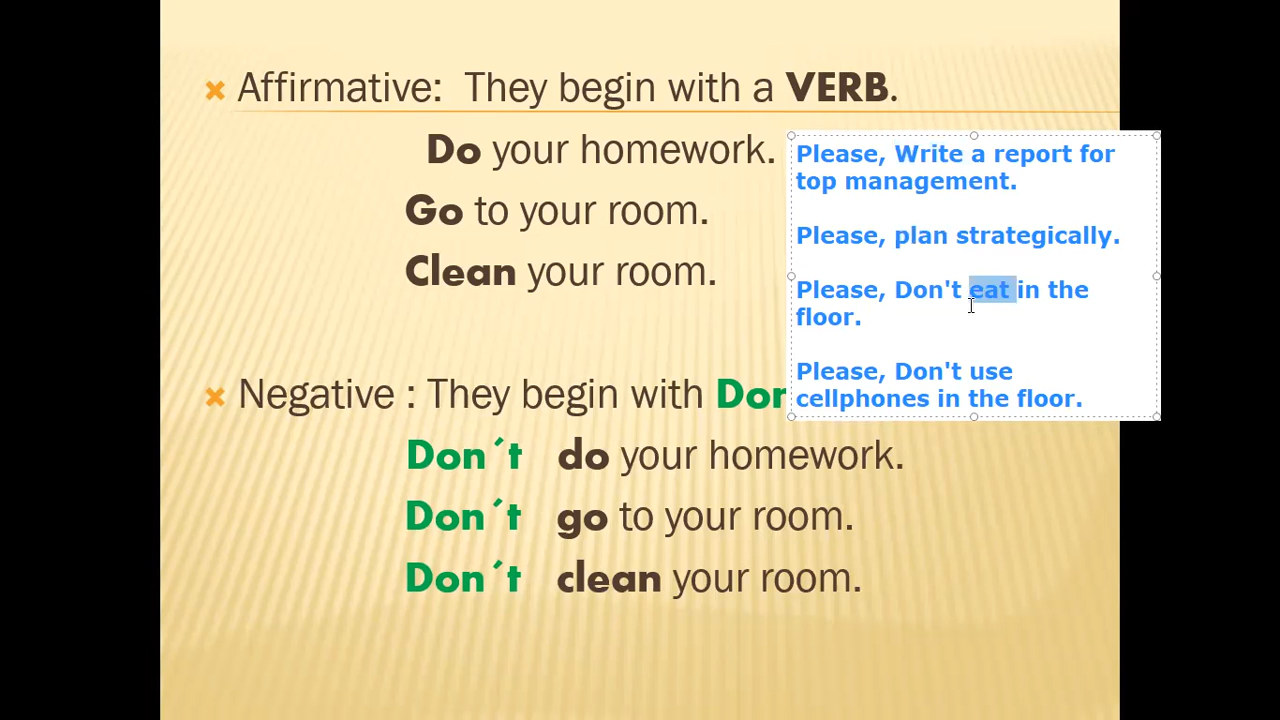 Affirmative: They begin with a VERB.
Do your homework.
Go to your room.
Clean your room.
Please, Write a report for
top management.
Please, plan strategically.
Please, Don't eat in the
floor.
Please, Don't use
cellphones in the floor.
Negative : They begin with
Don´t do your homework.
Don´t go to your room.
Don´t clean your room.